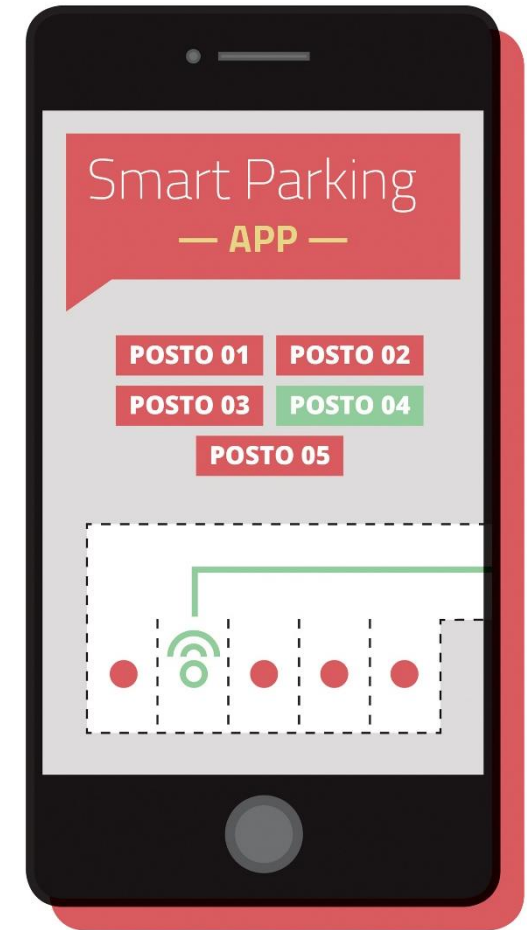 Smart Parking
— APP —
POSTO 01
POSTO 02
POSTO 03
POSTO 04
POSTO 05